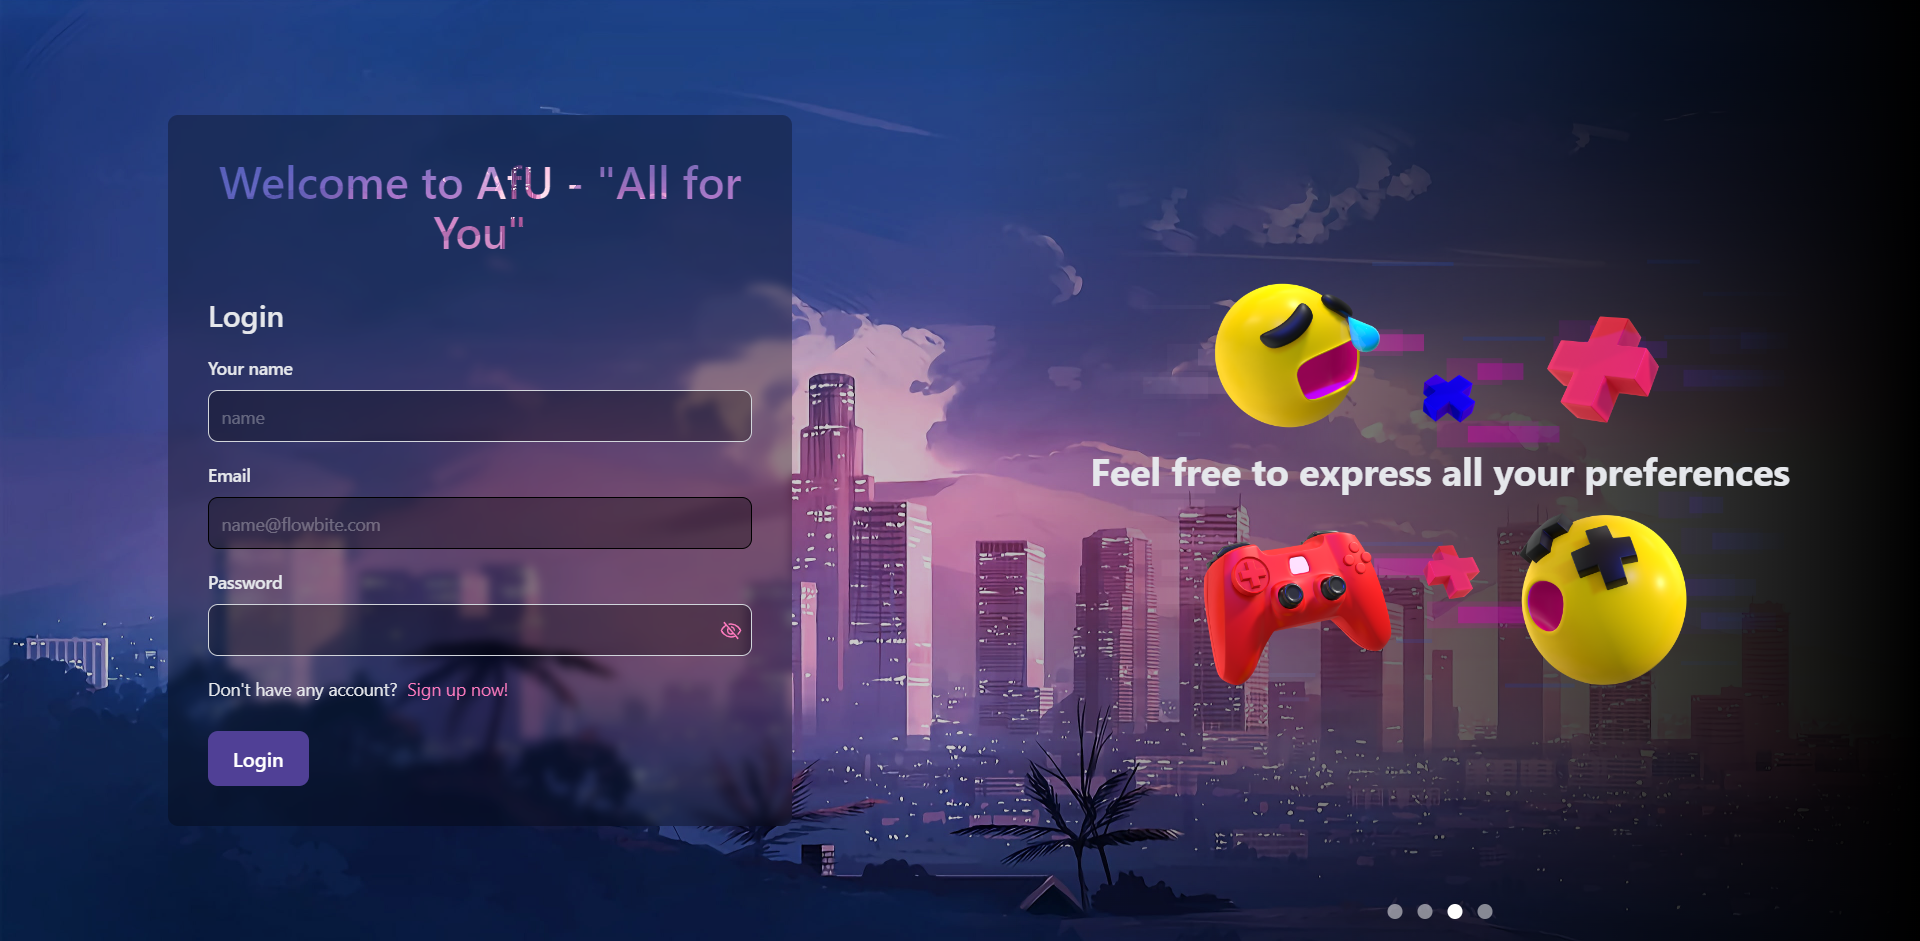 Welcome to AfU - "All for
You"
Login
Your name
name
Email
name@flowbite.com
Password
Don't have any account? Sign up now!
Login
Feel free to express all your preferences